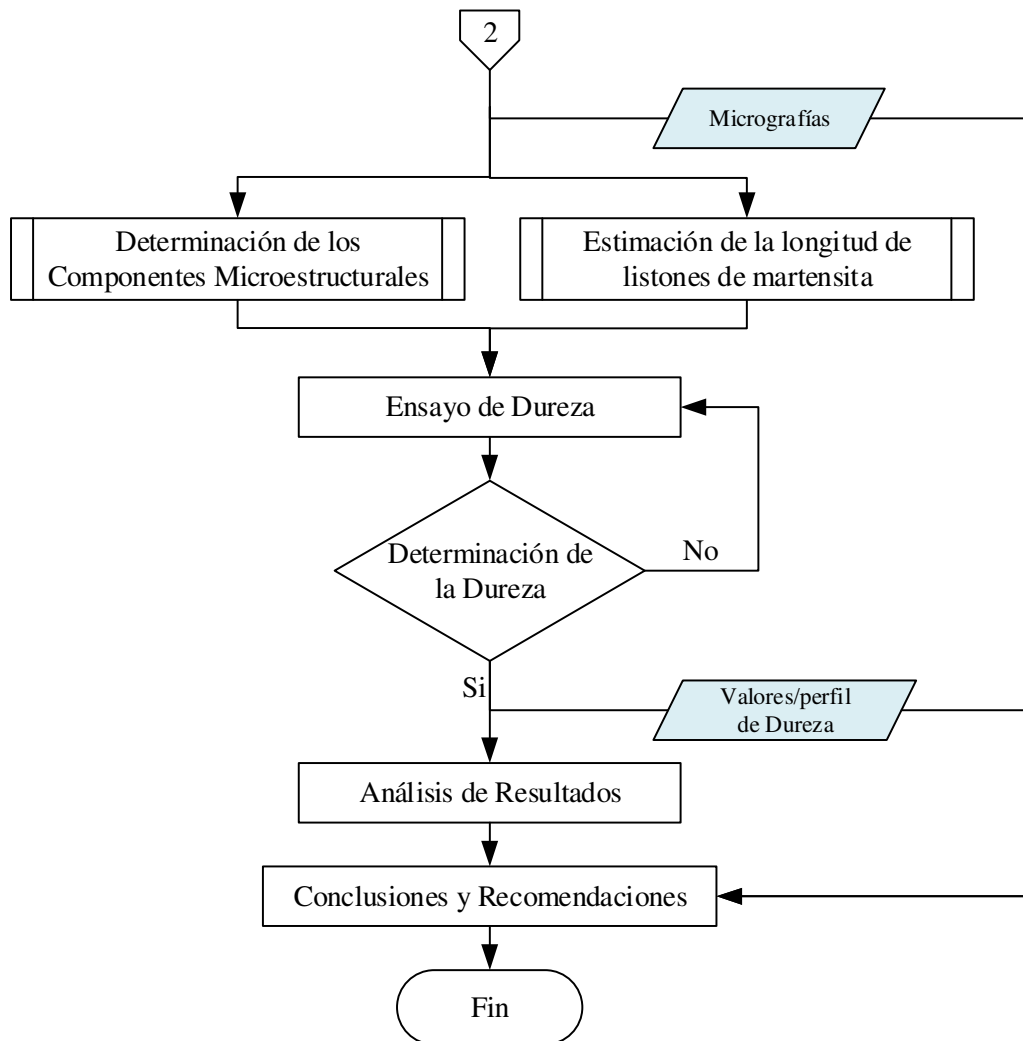 2
Micrografías
Determinación de los
Componentes Microestructurales
Estimación de la longitud de
listones de martensita
Ensayo de Dureza
Determinación de
la Dureza
No
Si
Valores/perfil
de Dureza
Análisis de Resultados
Conclusiones y Recomendaciones
Fin